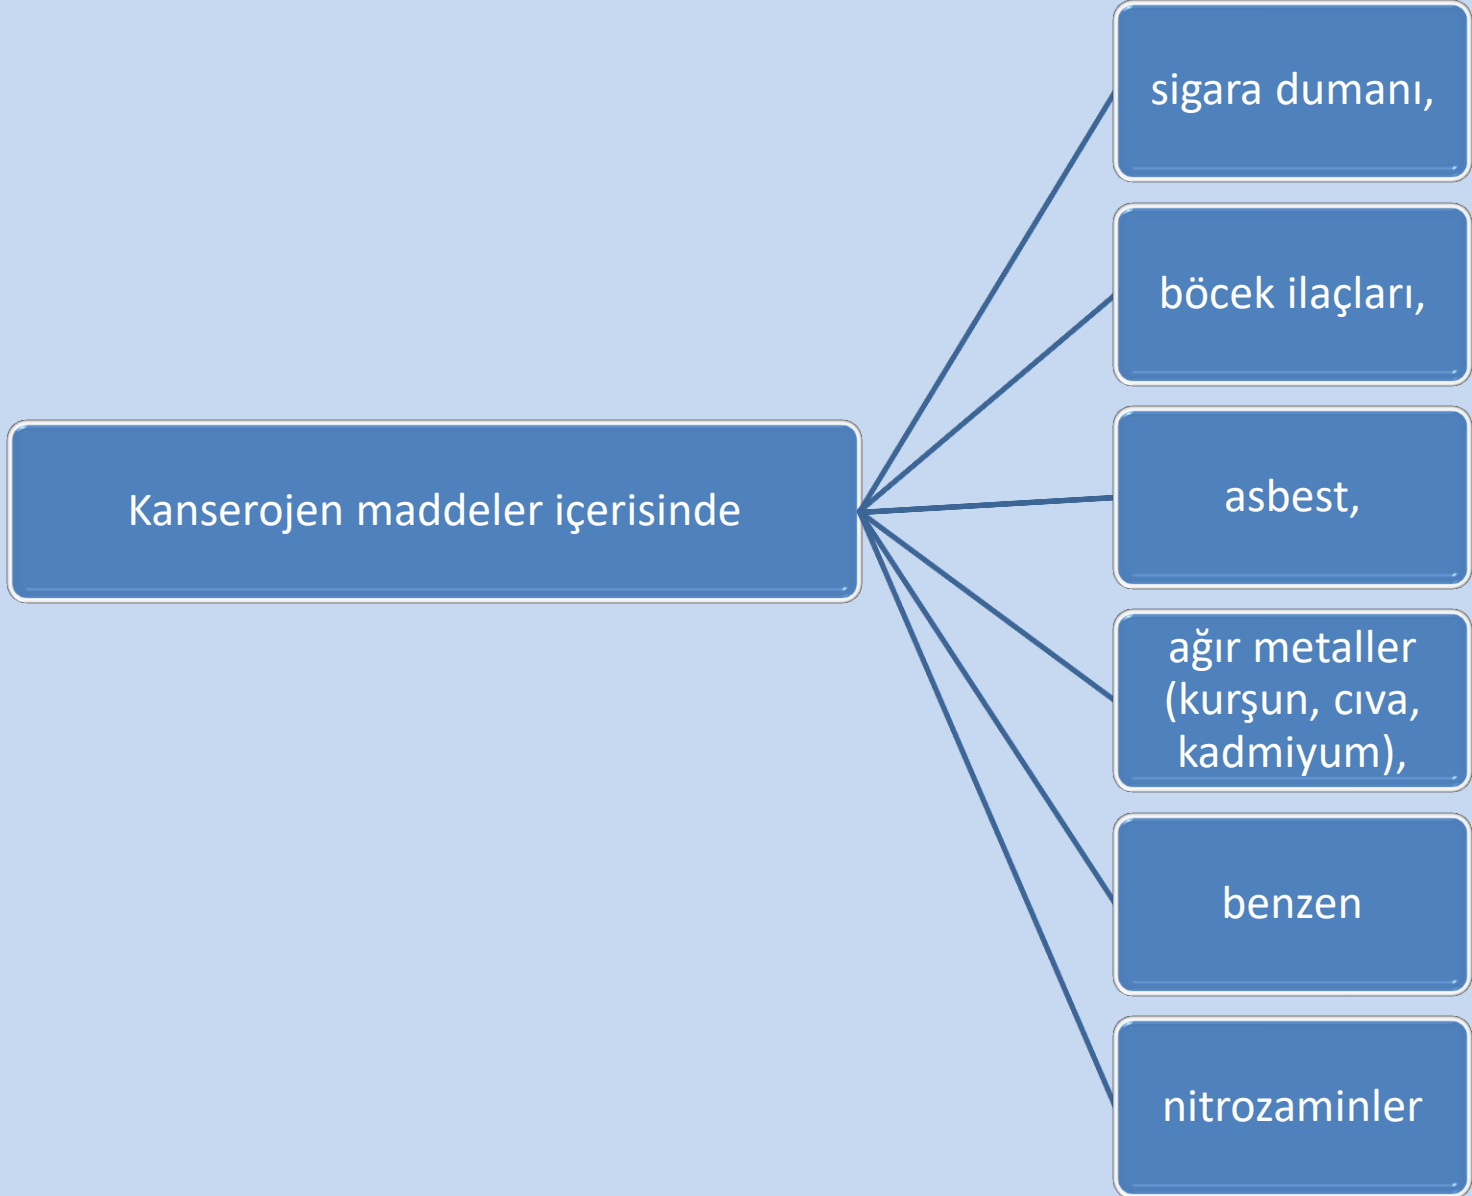 Kanserojen maddeler içerisinde
sigara dumanı,
böcek ilaçları,
asbest,
ağır metaller
(kurşun, cıva,
kadmiyum),
benzen
nitrozaminler